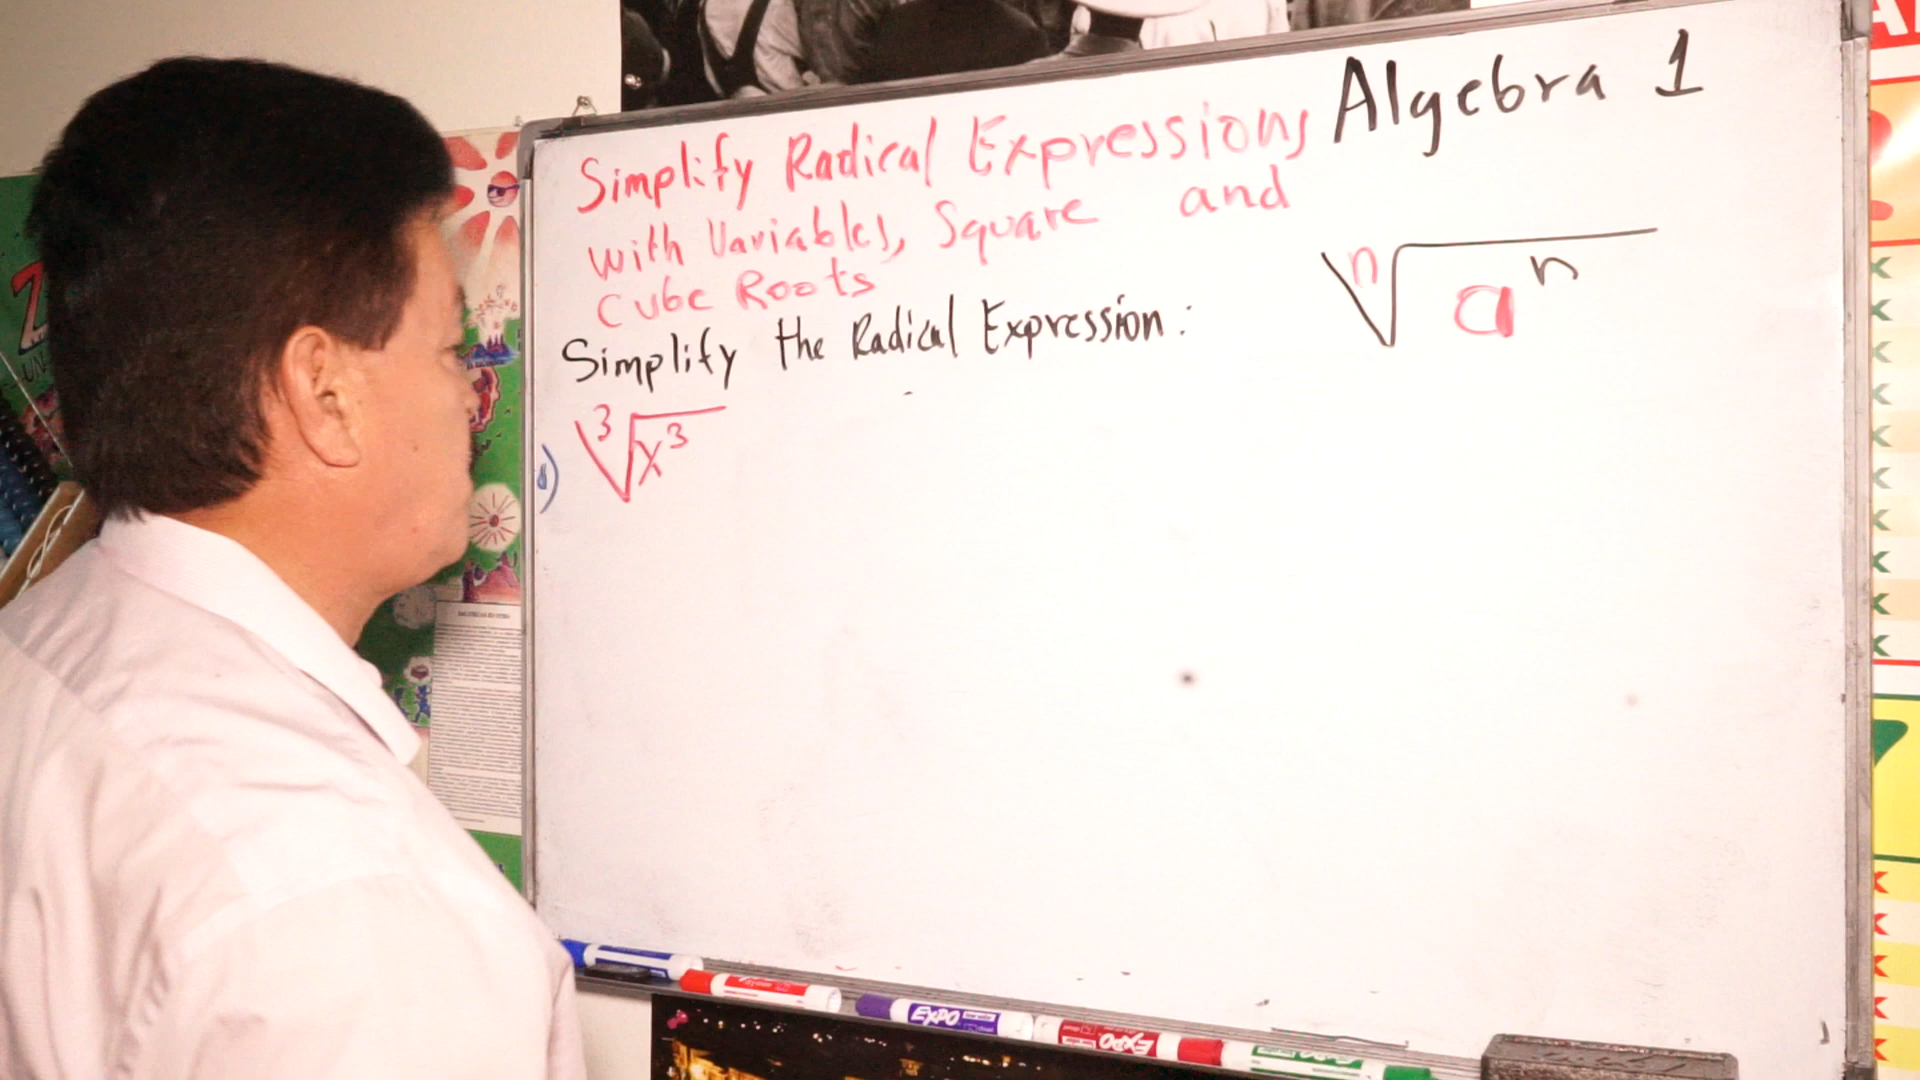 Simplify Radical Expressions Algebra 1
with Variables, Square and
Cube Roots
Simplify the Radical Expression:
n√aⁿ
a) ³√x³
EXPO
EXPO